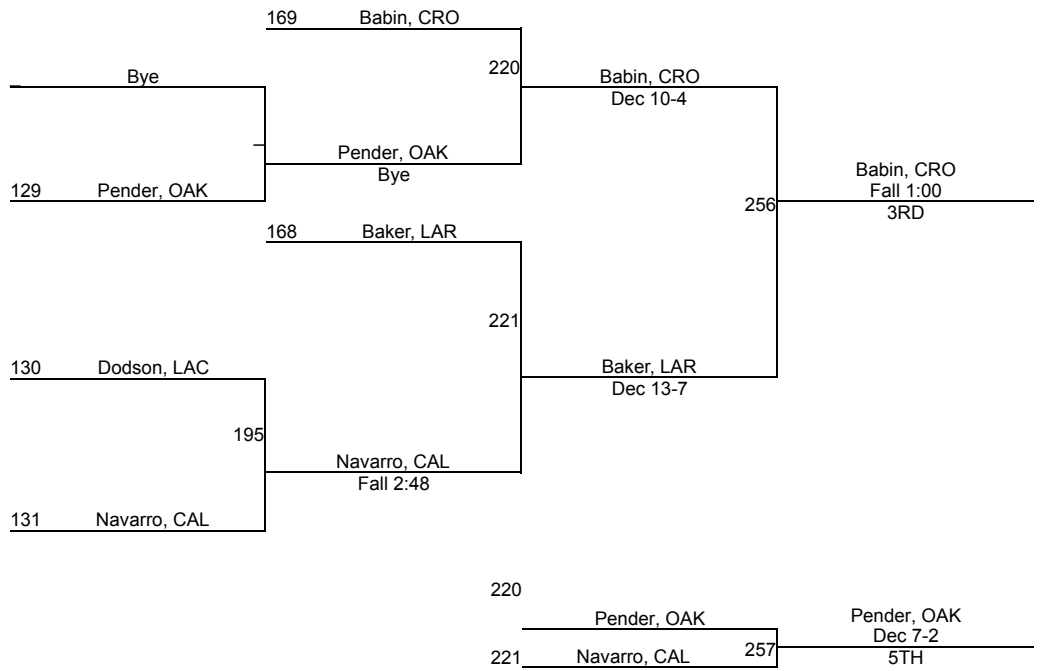 169 Babin, CRO
220
Bye
Babin, CRO
Dec 10-4
Pender, OAK
Bye
129 Pender, OAK
Babin, CRO
Fall 1:00
3RD
256
168 Baker, LAR
221
130 Dodson, LAC
Baker, LAR
Dec 13-7
195
Navarro, CAL
Fall 2:48
131 Navarro, CAL
220
Pender, OAK
221 Navarro, CAL
257
Pender, OAK
Dec 7-2
5TH